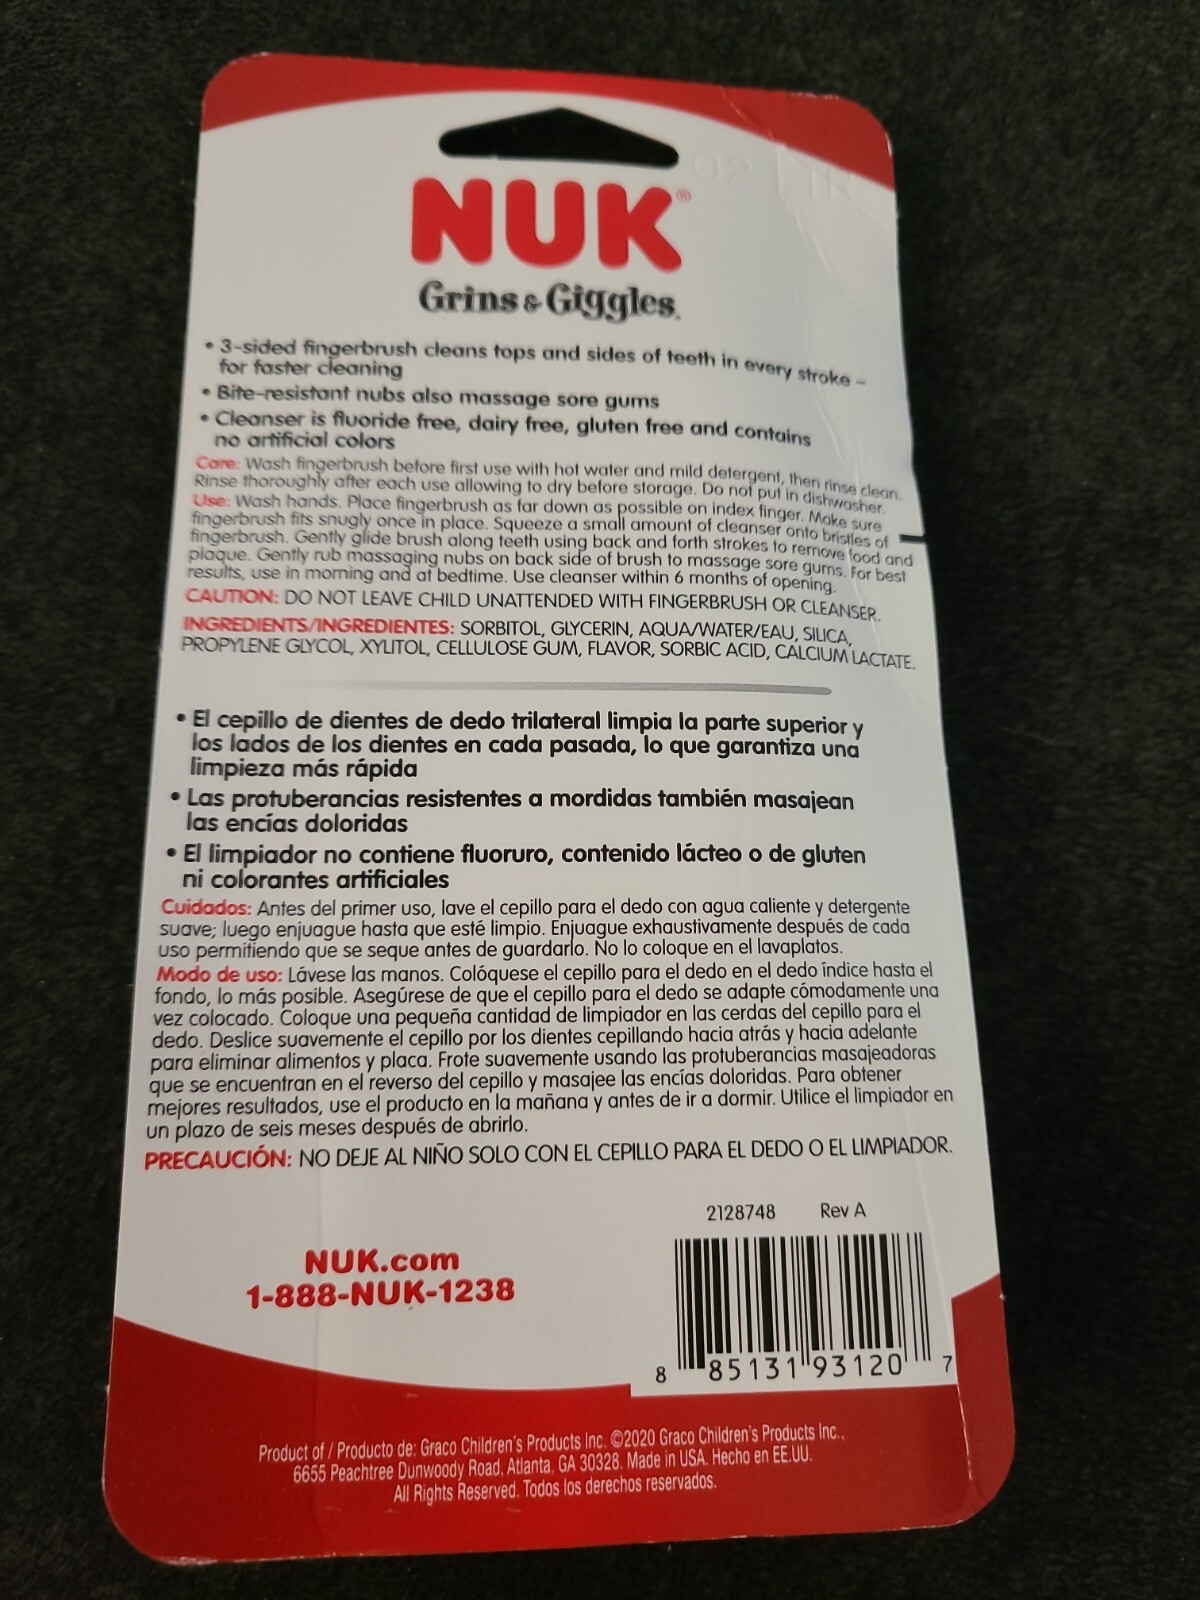 NUK®
Grins & Giggles.
• 3-sided fingerbrush cleans tops and sides of teeth in every stroke –
for faster cleaning
• Bite-resistant nubs also massage sore gums
• Cleanser is fluoride free, dairy free, gluten free and contains
no artificial colors
Care: Wash fingerbrush before first use with hot water and mild detergent, then rinse clean.
Rinse thoroughly after each use allowing to dry before storage. Do not put in dishwasher.
Use: Wash hands. Place fingerbrush as far down as possible on index finger. Make sure
fingerbrush fits snugly once in place. Squeeze a small amount of cleanser onto bristles of
fingerbrush. Gently glide brush along teeth using back and forth strokes to remove food and
plaque. Gently rub massaging nubs on back side of brush to massage sore gums. For best
results, use in morning and at bedtime. Use cleanser within 6 months of opening.
CAUTION: DO NOT LEAVE CHILD UNATTENDED WITH FINGERBRUSH OR CLEANSER.
INGREDIENTS/INGREDIENTES: SORBITOL, GLYCERIN, AQUA/WATER/EAU, SILICA,
PROPYLENE GLYCOL, XYLITOL, CELLULOSE GUM, FLAVOR, SORBIC ACID, CALCIUM LACTATE.
• El cepillo de dientes de dedo trilateral limpia la parte superior y
los lados de los dientes en cada pasada, lo que garantiza una
limpieza más rápida
• Las protuberancias resistentes a mordidas también masajean
las encías doloridas
• El limpiador no contiene fluoruro, contenido lácteo o de gluten
ni colorantes artificiales
Cuidados: Antes del primer uso, lave el cepillo para el dedo con agua caliente y detergente
suave; luego enjuague hasta que esté limpio. Enjuague exhaustivamente después de cada
uso permitiendo que se seque antes de guardarlo. No lo coloque en el lavaplatos.
Modo de uso: Lávese las manos. Colóquese el cepillo para el dedo en el dedo índice hasta el
fondo, lo más posible. Asegúrese de que el cepillo para el dedo se adapte cómodamente una
vez colocado. Coloque una pequeña cantidad de limpiador en las cerdas del cepillo para el
dedo. Deslice suavemente el cepillo por los dientes cepillando hacia atrás y hacia adelante
para eliminar alimentos y placa. Frote suavemente usando las protuberancias masajeadoras
que se encuentran en el reverso del cepillo y masajee las encías doloridas. Para obtener
mejores resultados, use el producto en la mañana y antes de ir a dormir. Utilice el limpiador en
un plazo de seis meses después de abrirlo.
PRECAUCIÓN: NO DEJE AL NIÑO SOLO CON EL CEPILLO PARA EL DEDO O EL LIMPIADOR.
2128748 Rev A
NUK.com
1-888-NUK-1238
8 85131 93120 7
Product of / Producto de: Graco Children's Products Inc. ©2020 Graco Children's Products Inc.,
6655 Peachtree Dunwoody Road, Atlanta, GA 30328. Made in USA. Hecho en EE.UU.
All Rights Reserved. Todos los derechos reservados.